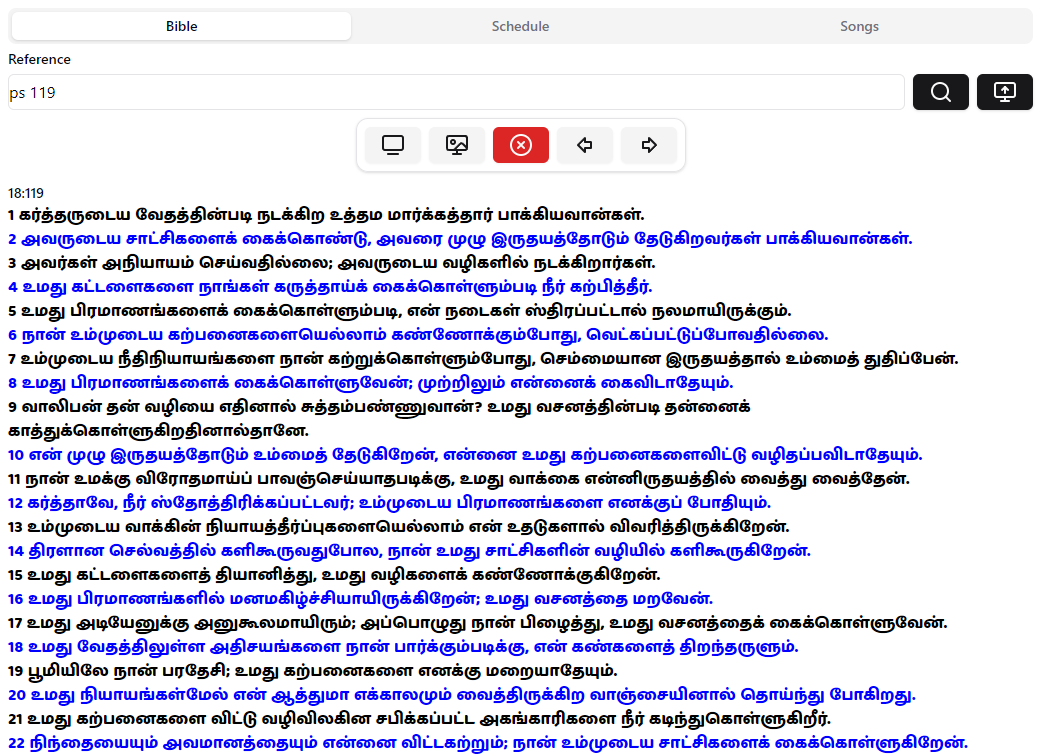 Bible Schedule Songs
Reference
ps 119
18:119
1 கர்த்தருடைய வேதத்தின்படி நடக்கிற உத்தம மார்க்கத்தார் பாக்கியவான்கள்.
2 அவருடைய சாட்சிகளைக் கைக்கொண்டு, அவரை முழு இருதயத்தோடும் தேடுகிறவர்கள் பாக்கியவான்கள்.
3 அவர்கள் அநியாயம் செய்வதில்லை; அவருடைய வழிகளில் நடக்கிறார்கள்.
4 உமது கட்டளைகளை நாங்கள் கருத்தாய்க் கைக்கொள்ளும்படி நீர் கற்பித்தீர்.
5 உமது பிரமாணங்களைக் கைக்கொள்ளும்படி, என் நடைகள் ஸ்திரப்பட்டால் நலமாயிருக்கும்.
6 நான் உம்முடைய கற்பனைகளையெல்லாம் கண்ணோக்கும்போது, வெட்கப்பட்டுப்போவதில்லை.
7 உம்முடைய நீதிநியாயங்களை நான் கற்றுக்கொள்ளும்போது, செம்மையான இருதயத்தால் உம்மைத் துதிப்பேன்.
8 உமது பிரமாணங்களைக் கைக்கொள்ளுவேன்; முற்றிலும் என்னைக் கைவிடாதேயும்.
9 வாலிபன் தன் வழியை எதினால் சுத்தம்பண்ணுவான்? உமது வசனத்தின்படி தன்னைக்
காத்துக்கொள்ளுகிறதினால்தானே.
10 என் முழு இருதயத்தோடும் உம்மைத் தேடுகிறேன், என்னை உமது கற்பனைகளைவிட்டு வழிதப்பவிடாதேயும்.
11 நான் உமக்கு விரோதமாய்ப் பாவஞ்செய்யாதபடிக்கு, உமது வாக்கை என்னிருதயத்தில் வைத்து வைத்தேன்.
12 கர்த்தாவே, நீர் ஸ்தோத்திரிக்கப்பட்டவர்; உம்முடைய பிரமாணங்களை எனக்குப் போதியும்.
13 உம்முடைய வாக்கின் நியாயத்தீர்ப்புகளையெல்லாம் என் உதடுகளால் விவரித்திருக்கிறேன்.
14 திரளான செல்வத்தில் களிகூருவதுபோல, நான் உமது சாட்சிகளின் வழியில் களிகூருகிறேன்.
15 உமது கட்டளைகளைத் தியானித்து, உமது வழிகளைக் கண்ணோக்குகிறேன்.
16 உமது பிரமாணங்களில் மனமகிழ்ச்சியாயிருக்கிறேன்; உமது வசனத்தை மறவேன்.
17 உமது அடியேனுக்கு அனுகூலமாயிரும்; அப்பொழுது நான் பிழைத்து, உமது வசனத்தைக் கைக்கொள்ளுவேன்.
18 உமது வேதத்திலுள்ள அதிசயங்களை நான் பார்க்கும்படிக்கு, என் கண்களைத் திறந்தருளும்.
19 பூமியிலே நான் பரதேசி; உமது கற்பனைகளை எனக்கு மறையாதேயும்.
20 உமது நியாயங்கள்மேல் என் ஆத்துமா எக்காலமும் வைத்திருக்கிற வாஞ்சையினால் தொய்ந்து போகிறது.
21 உமது கற்பனைகளை விட்டு வழிவிலகின சபிக்கப்பட்ட அகங்காரிகளை நீர் கடிந்துகொள்ளுகிறீர்.
22 நிந்தையையும் அவமானத்தையும் என்னை விட்டகற்றும்; நான் உம்முடைய சாட்சிகளைக் கைக்கொள்ளுகிறேன்.